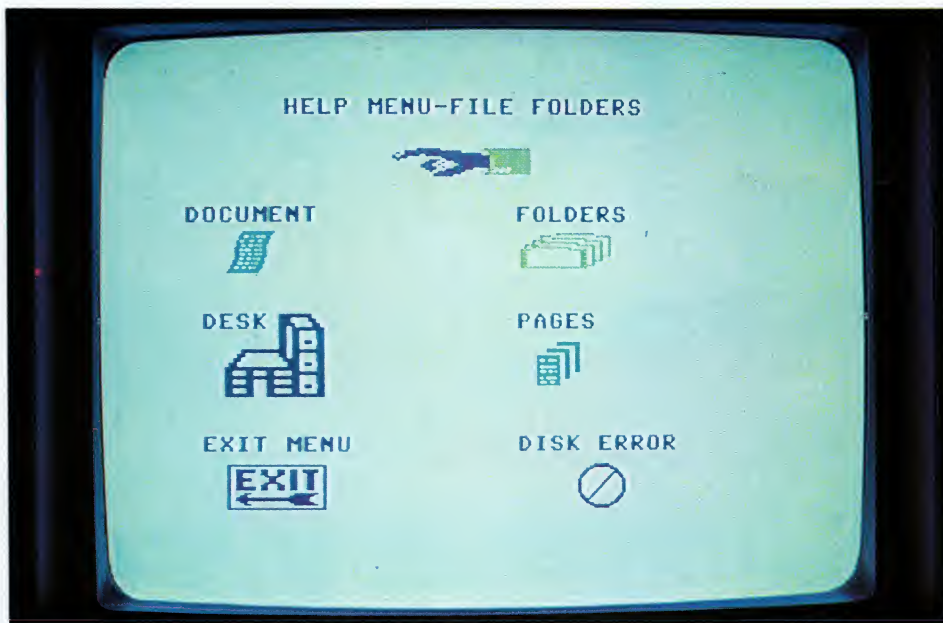 HELP MENU-FILE FOLDERS
DOCUMENT
FOLDERS
DESK
PAGES
EXIT MENU
DISK ERROR
EXIT